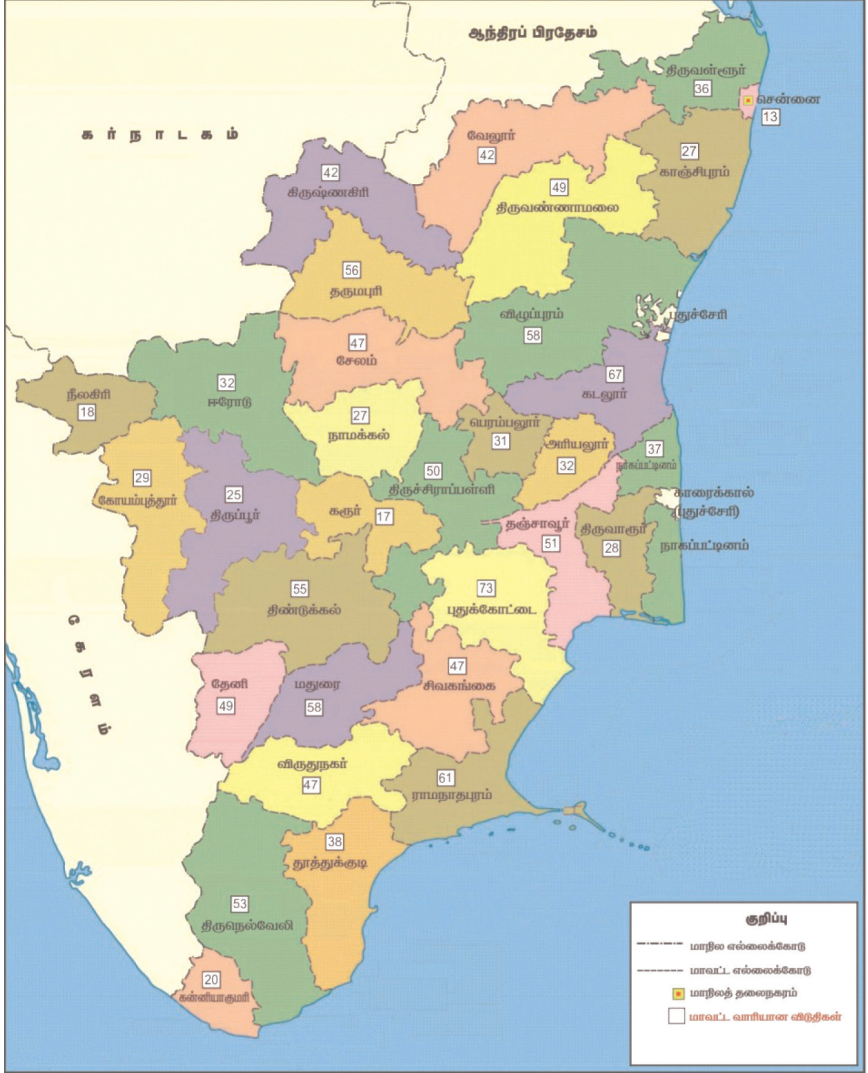 ஆந்திரப் பிரதேசம்
திருவள்ளூர்
36
சென்னை
13
கர்நாடகம்
வேலூர்
42
27
காஞ்சிபுரம்
42
கிருஷ்ணகிரி
49
திருவண்ணாமலை
56
தருமபுரி
விழுப்புரம்
58
புதுச்சேரி
47
சேலம்
67
கடலூர்
நீலகிரி
18
32
ஈரோடு
27
நாமக்கல்
பெரம்பலூர்
31
அரியலூர்
32
37
நாகப்பட்டினம்
29
கோயம்புத்தூர்
25
திருப்பூர்
50
திருச்சிராப்பள்ளி
கரூர்
17
காரைக்கால்
(புதுச்சேரி)
தஞ்சாவூர்
51
திருவாரூர்
28
நாகப்பட்டினம்
55
திண்டுக்கல்
73
புதுக்கோட்டை
கேரளம்
தேனி
49
மதுரை
58
47
சிவகங்கை
விருதுநகர்
47
61
ராமநாதபுரம்
38
தூத்துக்குடி
53
திருநெல்வேலி
20
கன்னியாகுமரி
குறிப்பு
மாநில எல்லைக்கோடு
மாவட்ட எல்லைக்கோடு
மாநிலத் தலைநகரம்
மாவட்ட வாரியான விடுதிகள்